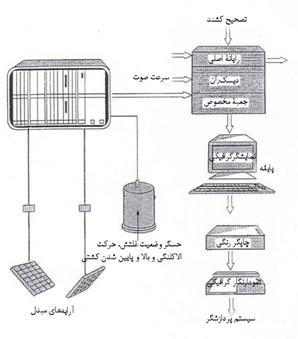 تصحیح کشند
رایانهٔ اصلی
سرعت صوت
دیسک‌ران
جعبهٔ مخصوص
نمایشگر گرافیکی
پایانه
حسگر وضعیت غلتش، حرکت
الاکلنگی و بالا و پایین شدن کشتی
چاپگر رنگی
نمودارنگار گرافیکی
آرایه‌های مبدل
سیستم پردازشگر